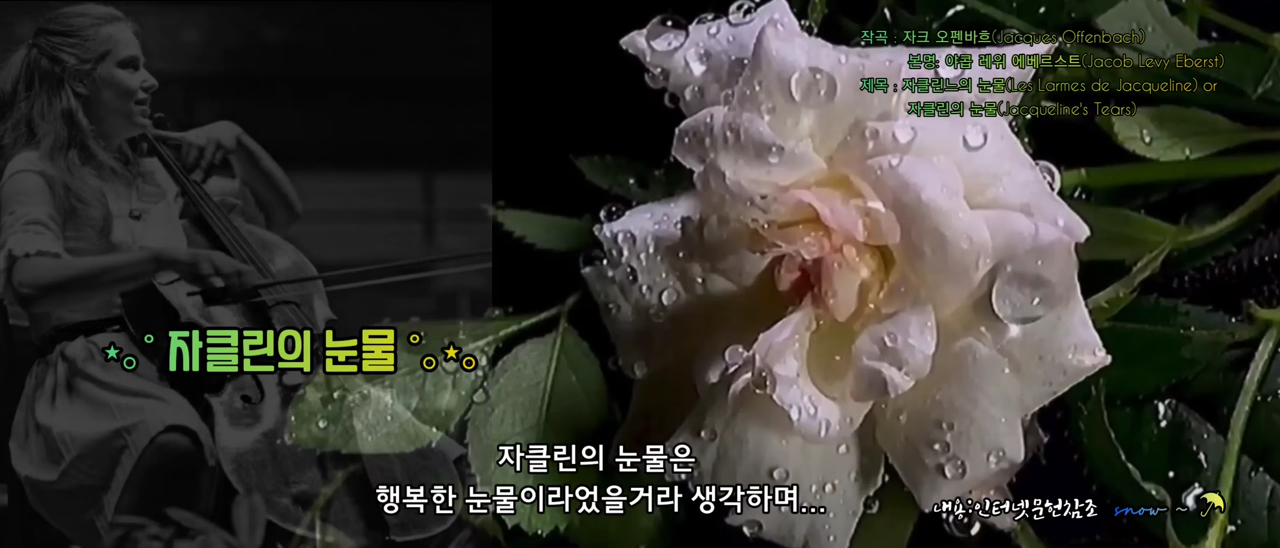 작곡 : 자크 오펜바흐(Jacques Offenbach)
본명: 야콥 레위 에베르스트(Jacob Levy Eberst)
제목 : 자클린느의 눈물(Les Larmes de Jacqueline) or
자클린의 눈물(Jacqueline's Tears)
자클린의 눈물
자클린의 눈물은
행복한 눈물이라었을거라 생각하며...
내용:인터넷문헌참조 snow ~